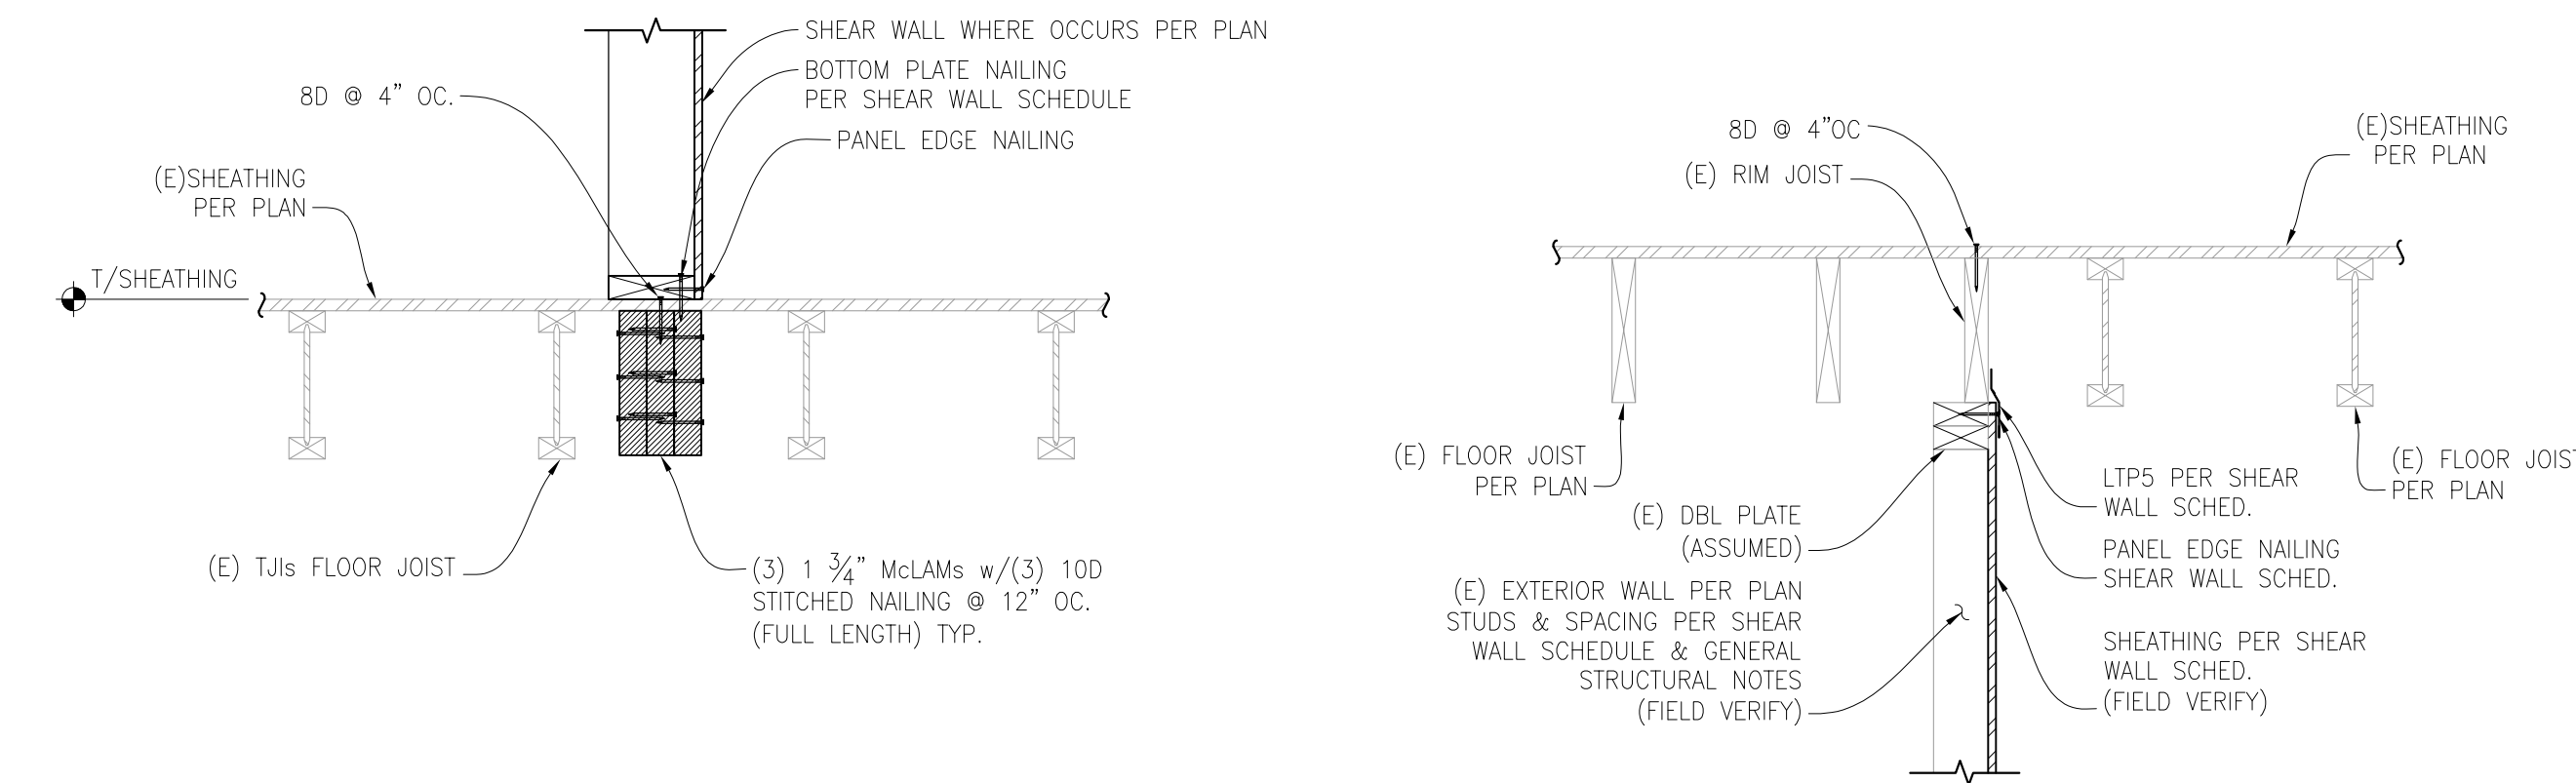 SHEAR WALL WHERE OCCURS PER PLAN
BOTTOM PLATE NAILING
PER SHEAR WALL SCHEDULE
PANEL EDGE NAILING
8D @ 4” OC.
(E)SHEATHING
PER PLAN
T/SHEATHING
(E) TJIs FLOOR JOIST
(3) 1 3/4” McLAMs w/(3) 10D
STITCHED NAILING @ 12” OC.
(FULL LENGTH) TYP.
8D @ 4”OC
(E) RIM JOIST
(E)SHEATHING
PER PLAN
(E) FLOOR JOIST
PER PLAN
(E) DBL PLATE
(ASSUMED)
(E) EXTERIOR WALL PER PLAN
STUDS & SPACING PER SHEAR
WALL SCHEDULE & GENERAL
STRUCTURAL NOTES
(FIELD VERIFY)
(E) FLOOR JOIST
PER PLAN
LTP5 PER SHEAR
WALL SCHED.
PANEL EDGE NAILING
SHEAR WALL SCHED.
SHEATHING PER SHEAR
WALL SCHED.
(FIELD VERIFY)